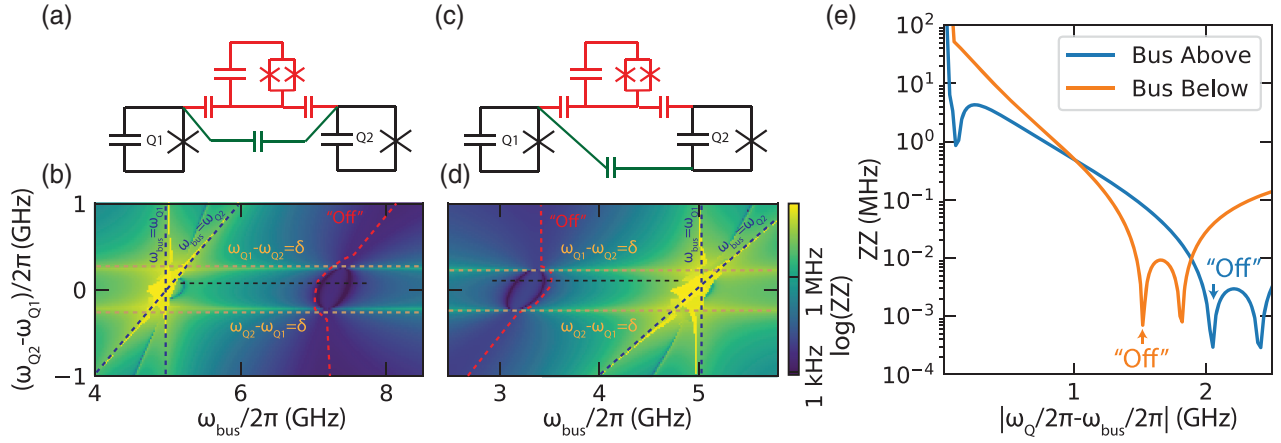 (a)
(c)
(e)
Q1
Q2
Q1
Q2
(b)
(d)
(ω_Q2-ω_Q1)/2π (GHz)
1
0
−1
ω_bus=ω_Q1
ω_bus=ω_Q2
"Off"
ω_Q1-ω_Q2=δ
ω_Q2-ω_Q1=δ
4
6
8
ω_bus/2π (GHz)
"Off"
ω_bus=ω_Q1
ω_bus=ω_Q2
ω_Q1-ω_Q2=δ
ω_Q2-ω_Q1=δ
3
4
5
ω_bus/2π (GHz)
1 kHz
1 MHz
log(ZZ)
ZZ (MHz)
10^2
10^1
10^0
10^−1
10^−2
10^−3
10^−4
Bus Above
Bus Below
"Off"
"Off"
1
2
|ω_Q/2π-ω_bus/2π| (GHz)